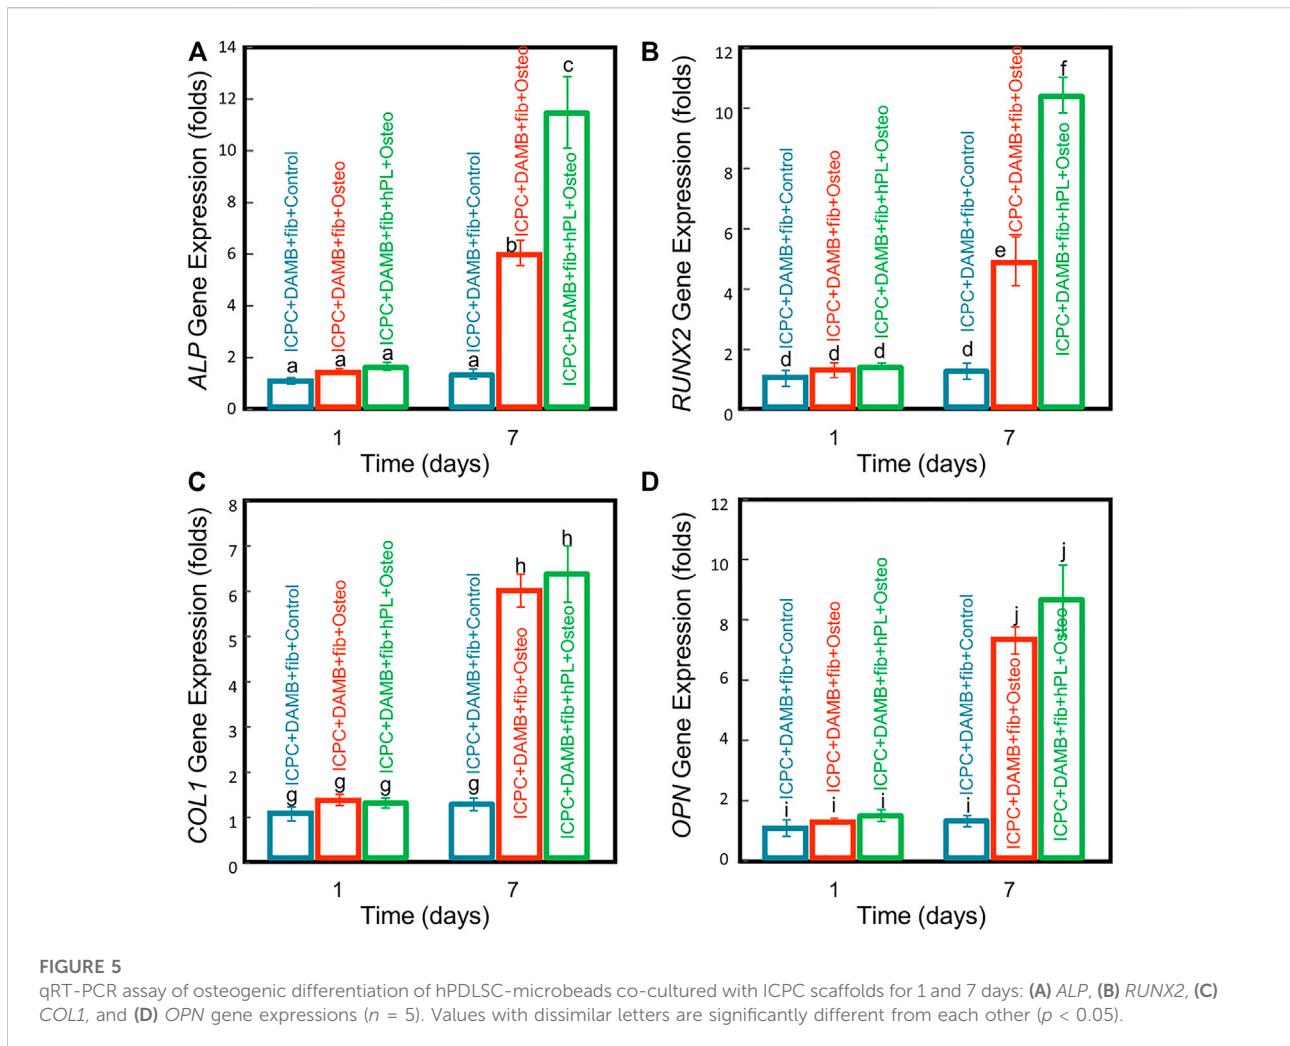 A
ALP Gene Expression (folds)
14
12
10
8
6
4
2
0
ICPC+DAMB+fib+Control
ICPC+DAMB+fib+Osteo
ICPC+DAMB+fib+hPL+Osteo
ICPC+DAMB+fib+Control
ICPC+DAMB+fib+Osteo
ICPC+DAMB+fib+hPL+Osteo
a
a
a
a
b
c
1
7
Time (days)
B
RUNX2 Gene Expression (folds)
12
10
8
6
4
2
0
ICPC+DAMB+fib+Control
ICPC+DAMB+fib+Osteo
ICPC+DAMB+fib+hPL+Osteo
ICPC+DAMB+fib+Control
ICPC+DAMB+fib+Osteo
ICPC+DAMB+fib+hPL+Osteo
d
d
d
d
e
f
1
7
Time (days)
C
COL1 Gene Expression (folds)
8
7
6
5
4
3
2
1
0
ICPC+DAMB+fib+Control
ICPC+DAMB+fib+Osteo
ICPC+DAMB+fib+hPL+Osteo
ICPC+DAMB+fib+Control
ICPC+DAMB+fib+Osteo
ICPC+DAMB+fib+hPL+Osteo
g
g
g
g
h
h
1
7
Time (days)
D
OPN Gene Expression (folds)
12
10
8
6
4
2
0
ICPC+DAMB+fib+Control
ICPC+DAMB+fib+Osteo
ICPC+DAMB+fib+hPL+Osteo
ICPC+DAMB+fib+Control
ICPC+DAMB+fib+Osteo
ICPC+DAMB+fib+hPL+Osteo
i
i
i
i
j
j
1
7
Time (days)
FIGURE 5
qRT-PCR assay of osteogenic differentiation of hPDLSC-microbeads co-cultured with ICPC scaffolds for 1 and 7 days: (A) ALP, (B) RUNX2, (C)
COL1, and (D) OPN gene expressions (n = 5). Values with dissimilar letters are significantly different from each other (p < 0.05).